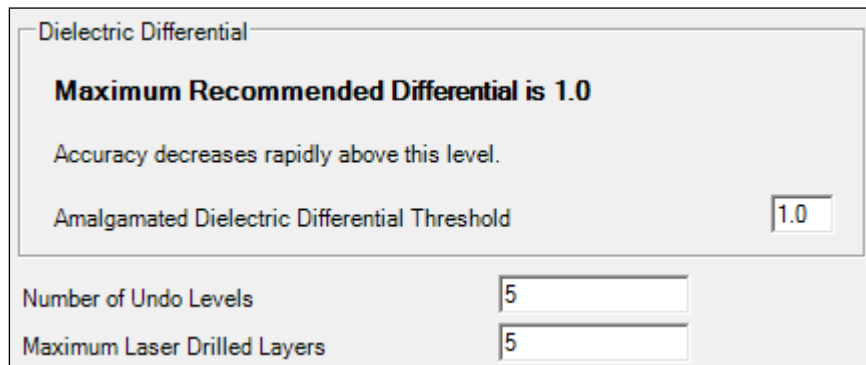 Dielectric Differential
Maximum Recommended Differential is 1.0
Accuracy decreases rapidly above this level.
Amalgamated Dielectric Differential Threshold 1.0
Number of Undo Levels 5
Maximum Laser Drilled Layers 5